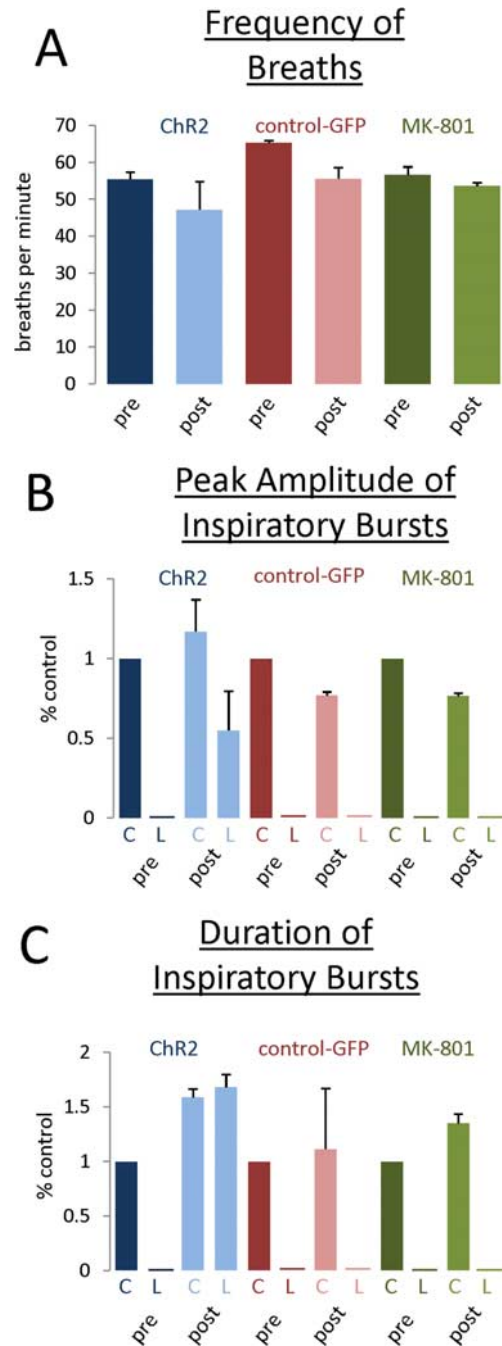 A
Frequency of
Breaths
ChR2 control-GFP MK-801
breaths per minute
70
60
50
40
30
20
10
0
pre post pre post pre post
B
Peak Amplitude of
Inspiratory Bursts
ChR2 control-GFP MK-801
% control
1.5
1
0.5
0
C L C L C L C L C L C L
pre post pre post pre post
C
Duration of
Inspiratory Bursts
ChR2 control-GFP MK-801
% control
2
1.5
1
0.5
0
C L C L C L C L C L C L
pre post pre post pre post